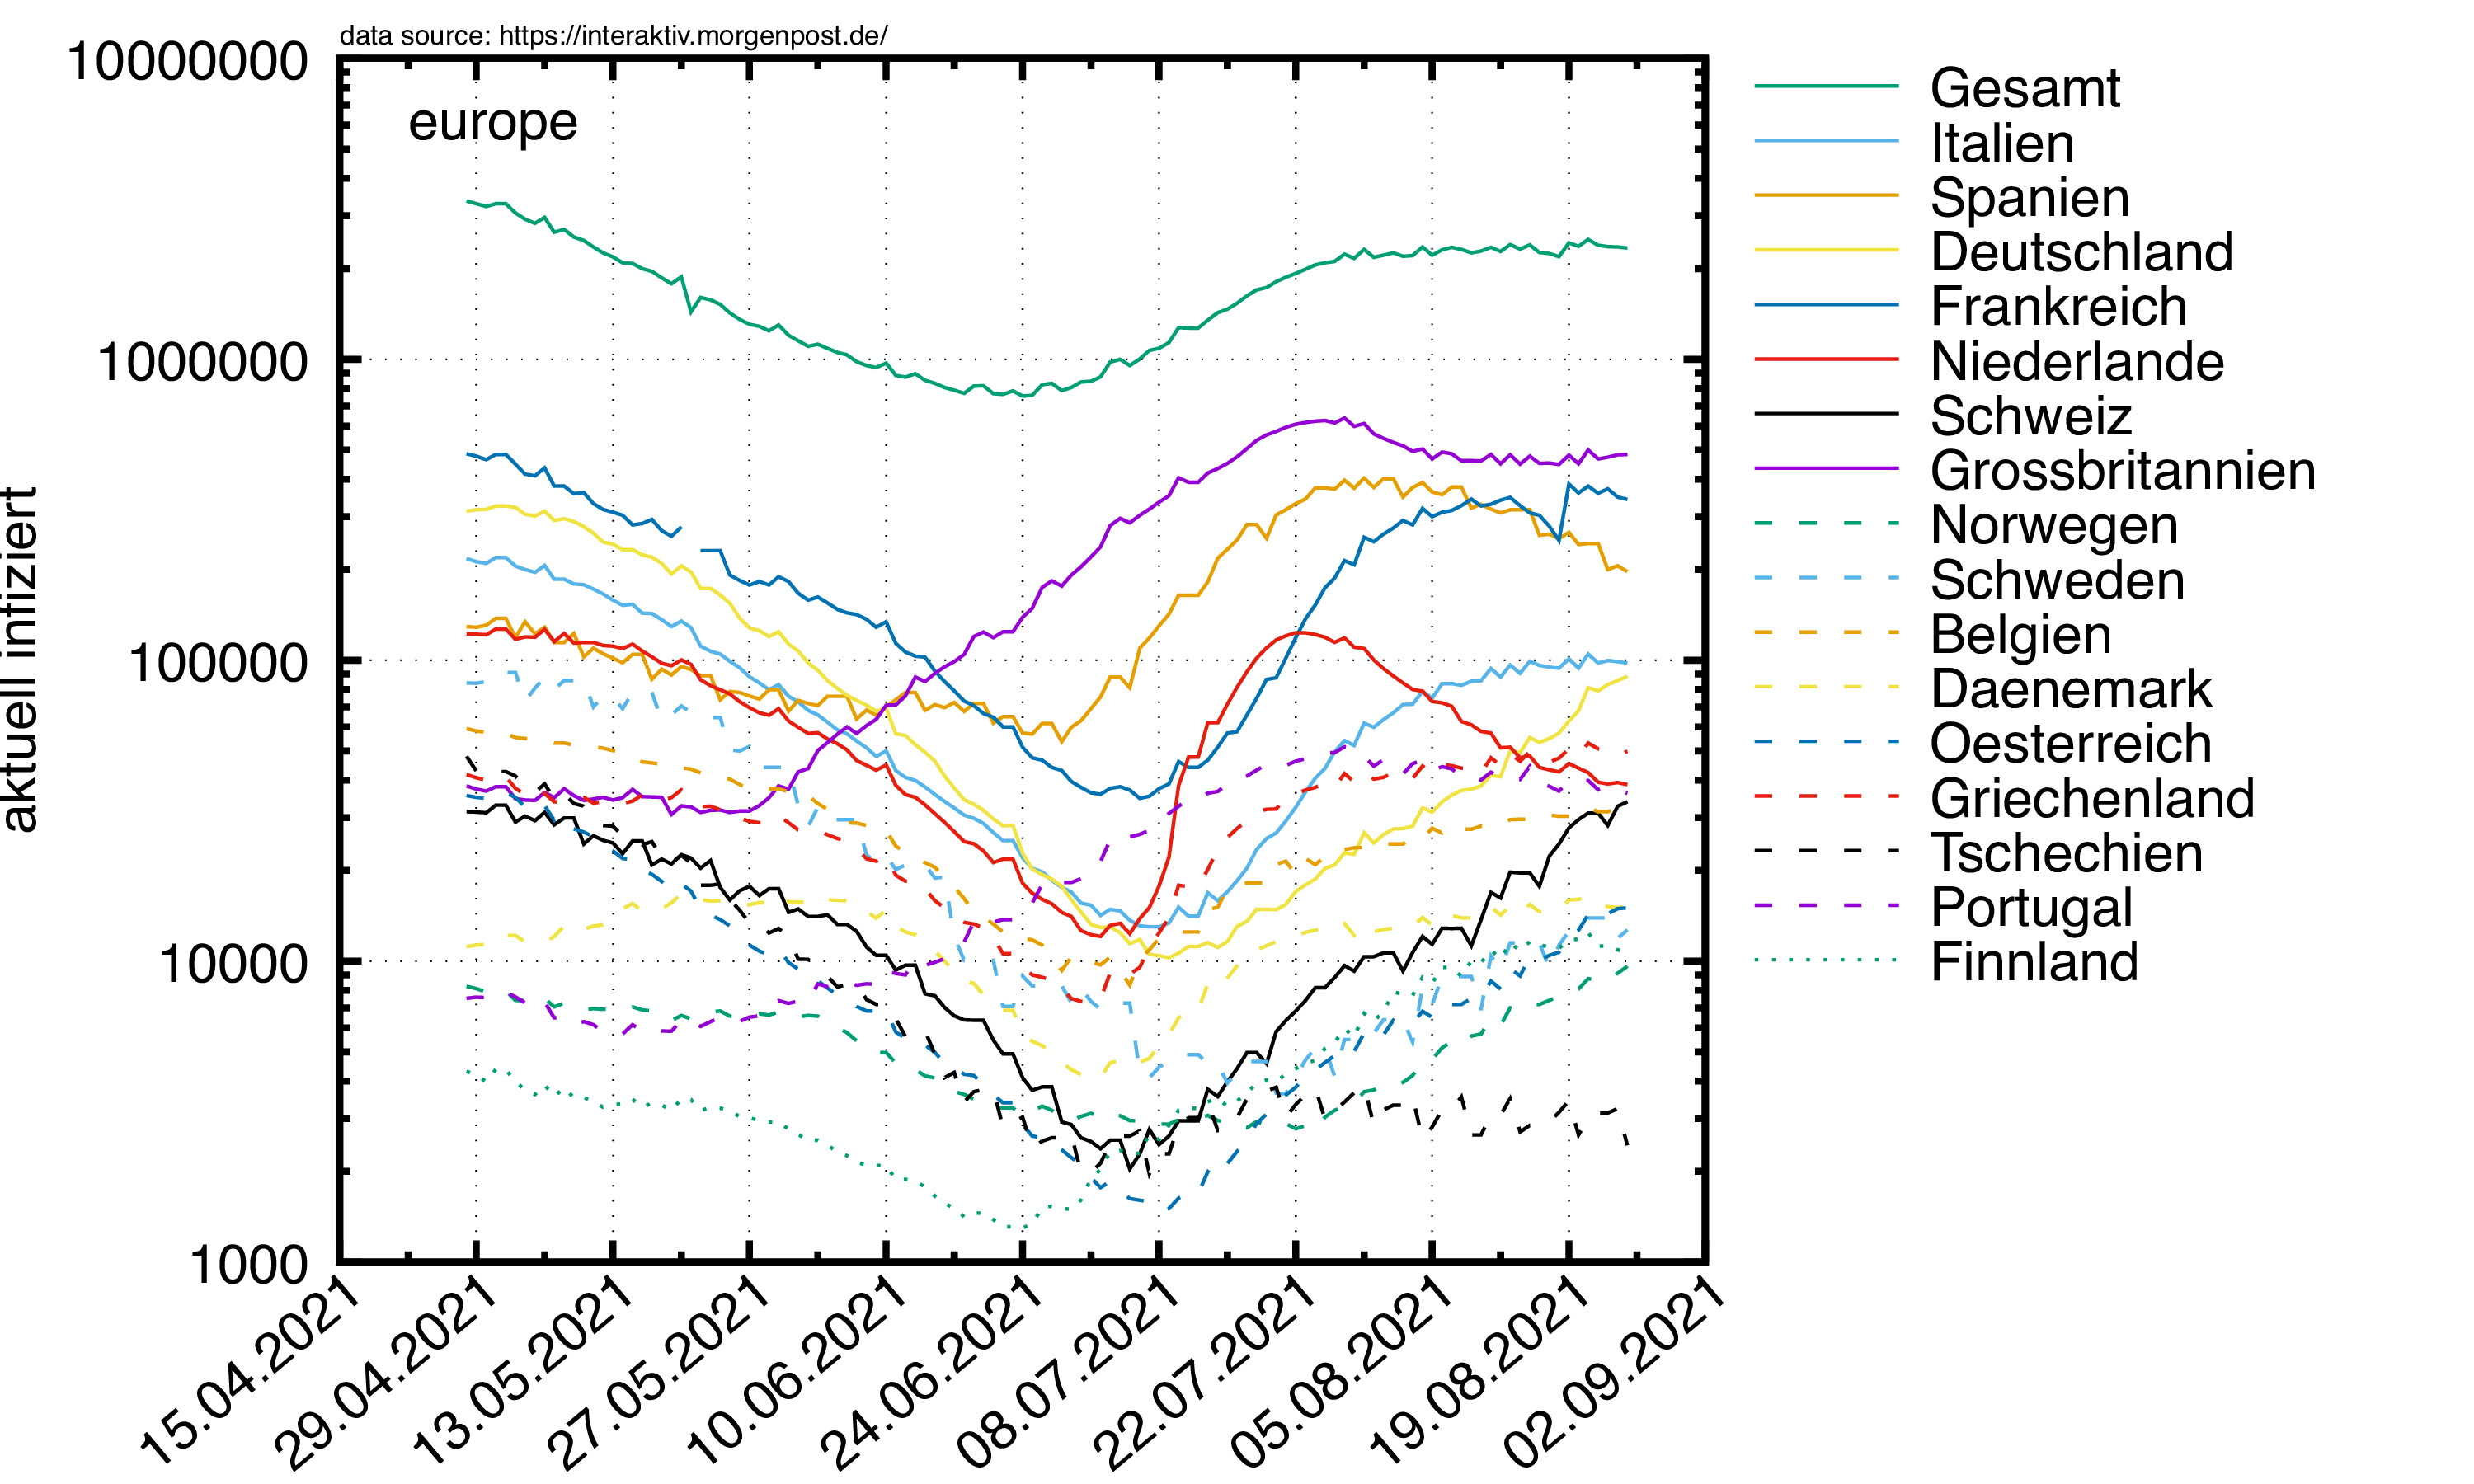 data source: https://interaktiv.morgenpost.de/
europe
aktuell infiziert
10000000
1000000
100000
10000
1000
15.04.2021
29.04.2021
13.05.2021
27.05.2021
10.06.2021
24.06.2021
08.07.2021
22.07.2021
05.08.2021
19.08.2021
02.09.2021
Gesamt
Italien
Spanien
Deutschland
Frankreich
Niederlande
Schweiz
Grossbritannien
Norwegen
Schweden
Belgien
Daenemark
Oesterreich
Griechenland
Tschechien
Portugal
Finnland